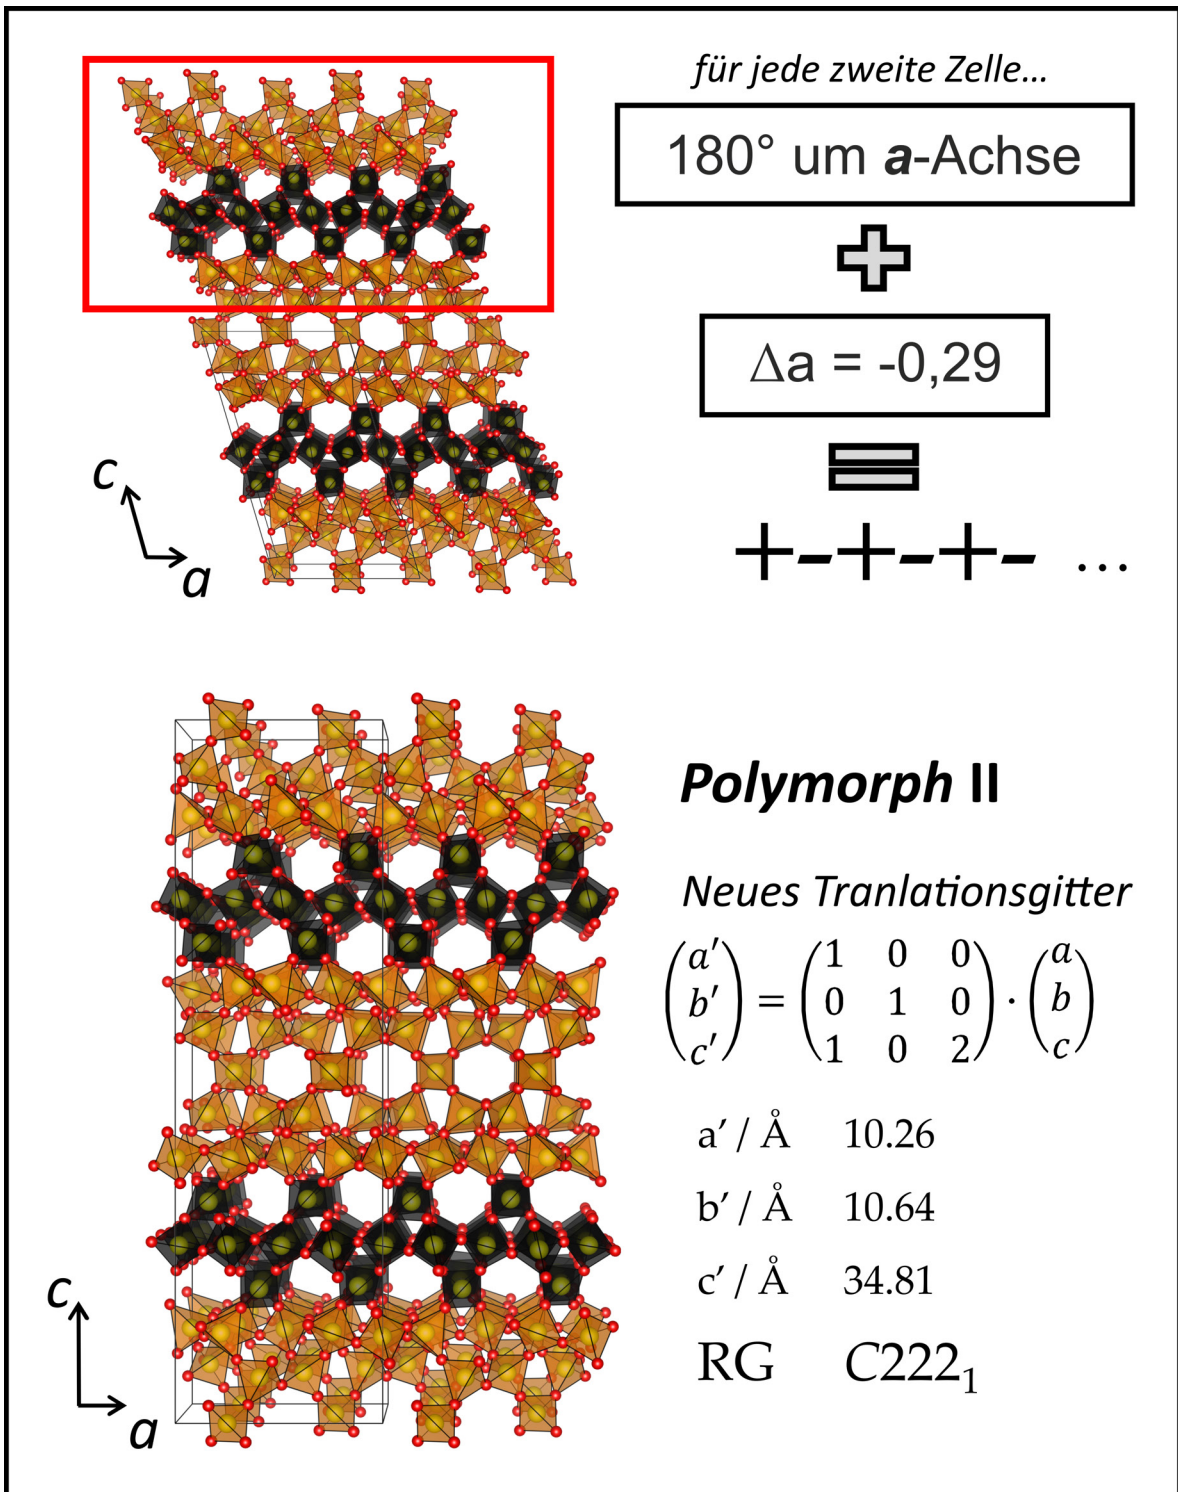 für jede zweite Zelle...
180° um a-Achse
+
Δa = -0,29
=
+-+-+- ...
c
a
Polymorph II
Neues Tranlationsgitter
(a′ b′ c′) = (1 0 0 / 0 1 0 / 1 0 2) · (a b c)
a′ / Å 10.26
b′ / Å 10.64
c′ / Å 34.81
RG C222₁
c
a